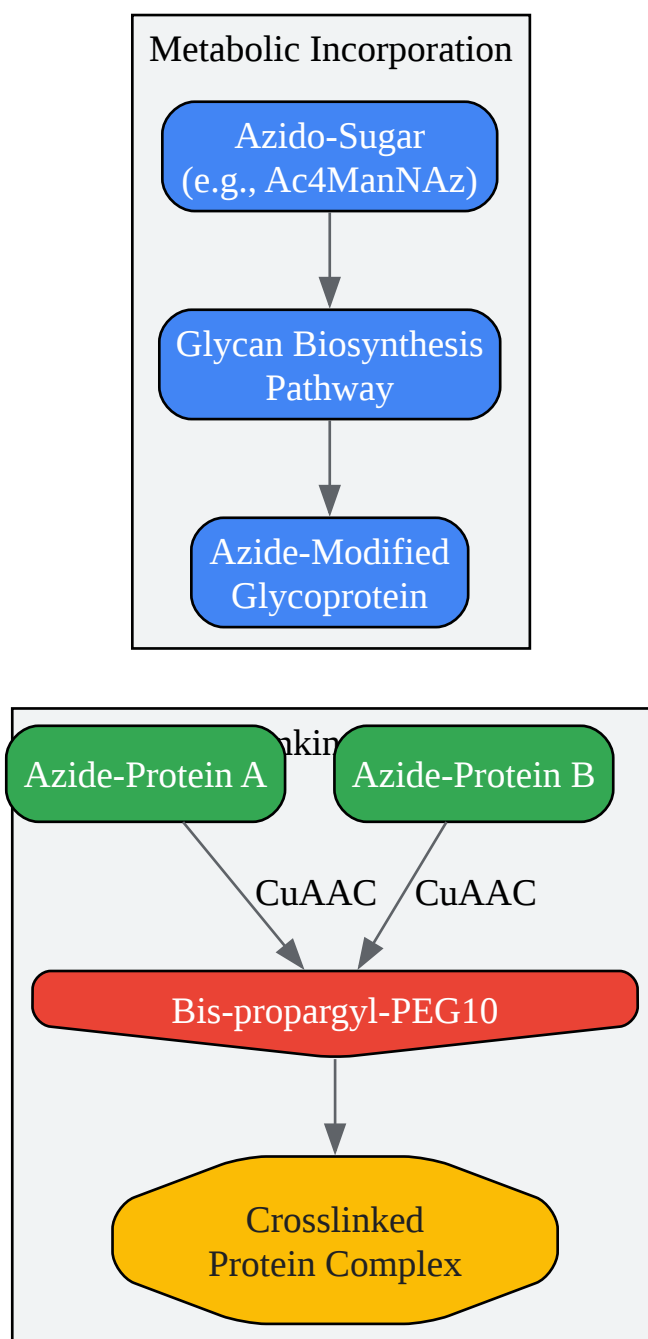 Metabolic Incorporation
Azido-Sugar
(e.g., Ac4ManNAz)
Glycan Biosynthesis
Pathway
Azide-Modified
Glycoprotein
Azide-Protein A
Azide-Protein B
CuAAC
CuAAC
Bis-propargyl-PEG10
Crosslinked
Protein Complex